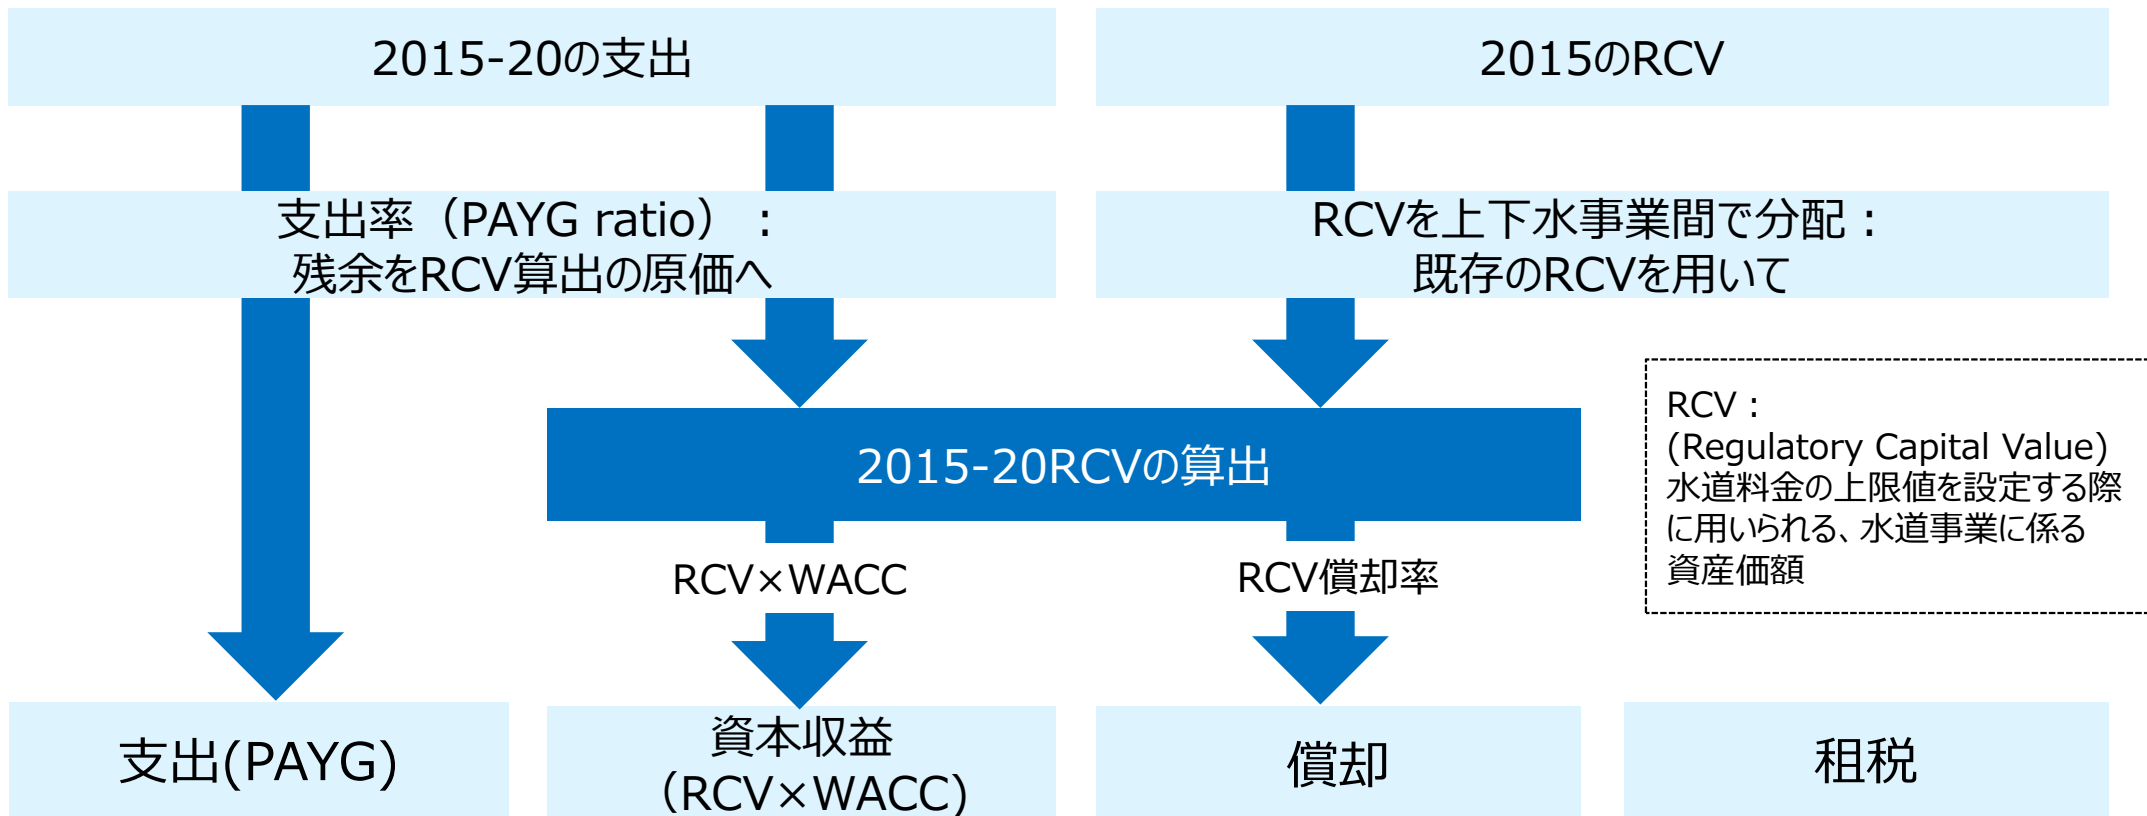 2015-20の支出
2015のRCV
支出率（PAYG ratio）：
残余をRCV算出の原価へ
RCVを上下水事業間で分配：
既存のRCVを用いて
2015-20RCVの算出
RCV：
(Regulatory Capital Value)
水道料金の上限値を設定する際
に用いられる、水道事業に係る
資産価額
RCV×WACC
RCV償却率
支出(PAYG)
資本収益
（RCV×WACC)
償却
租税